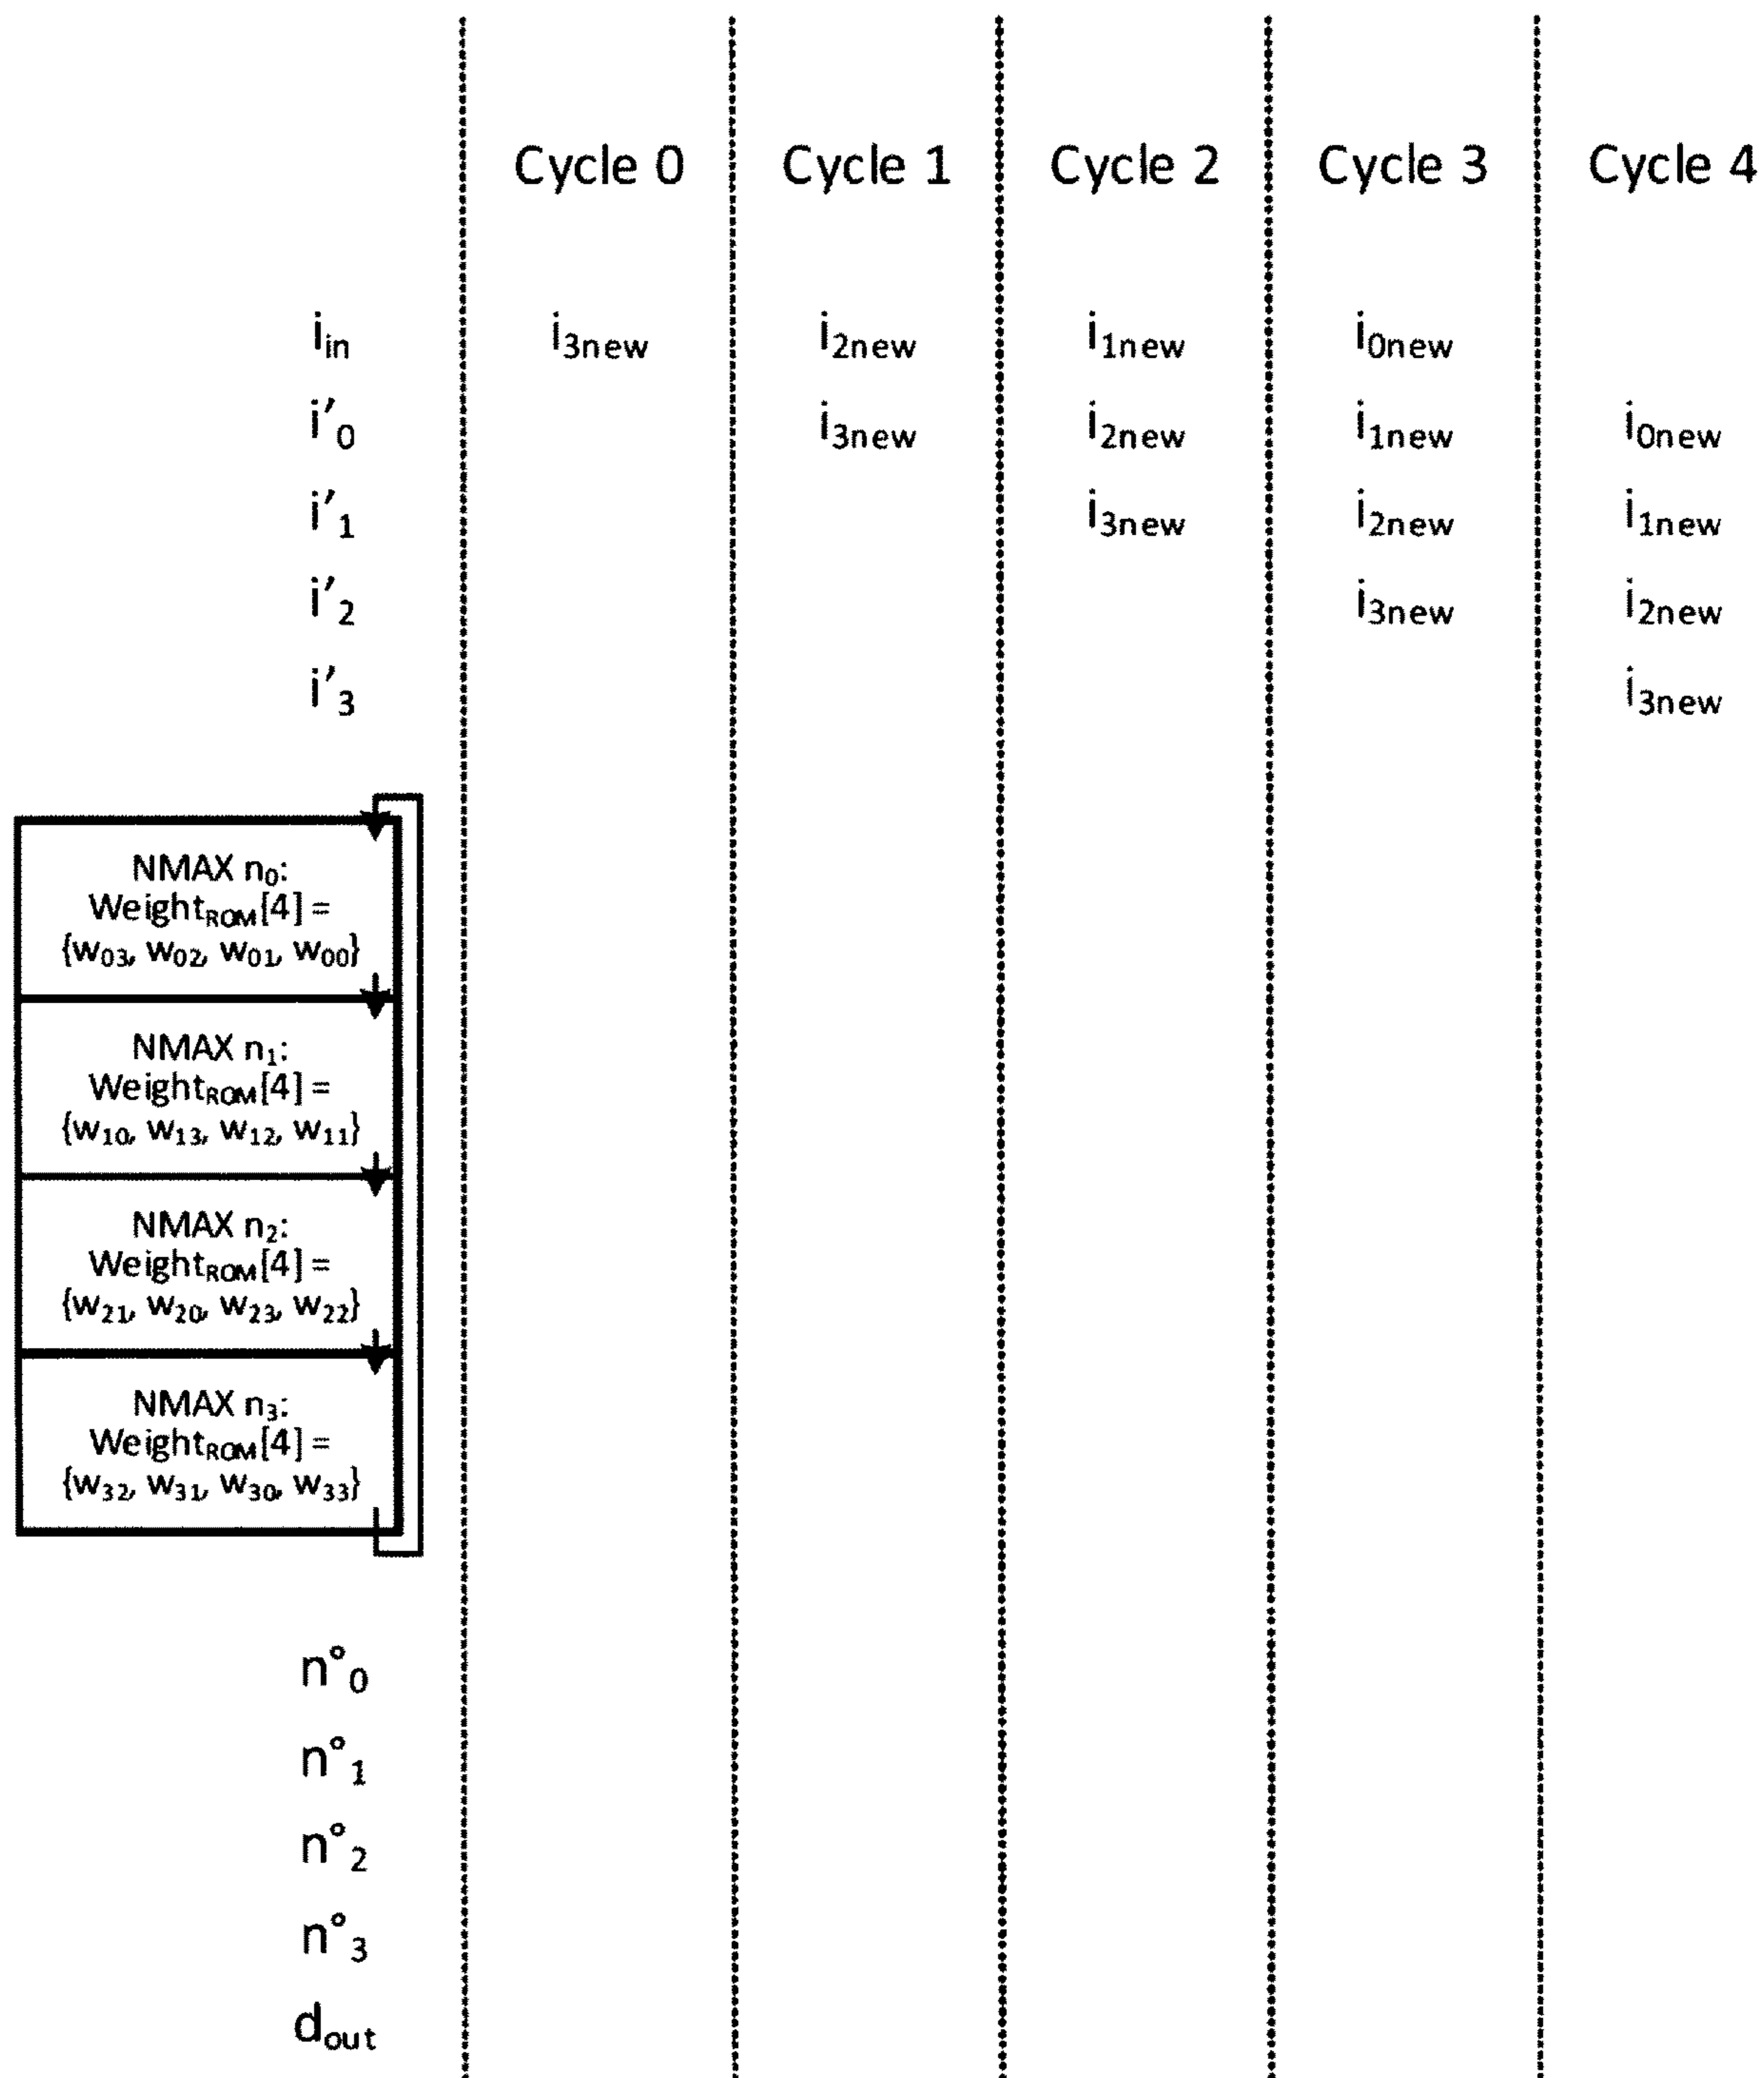 Cycle 0 Cycle 1 Cycle 2 Cycle 3 Cycle 4
i_in i_3new i_2new i_1new i_0new
i′_0 i_3new i_2new i_1new i_0new
i′_1 i_3new i_2new i_1new
i′_2 i_3new i_2new
i′_3 i_3new
NMAX n_0:
Weight_ROM[4] =
{w_03, w_02, w_01, w_00}
NMAX n_1:
Weight_ROM[4] =
{w_10, w_13, w_12, w_11}
NMAX n_2:
Weight_ROM[4] =
{w_21, w_20, w_23, w_22}
NMAX n_3:
Weight_ROM[4] =
{w_32, w_31, w_30, w_33}
n°_0
n°_1
n°_2
n°_3
d_out